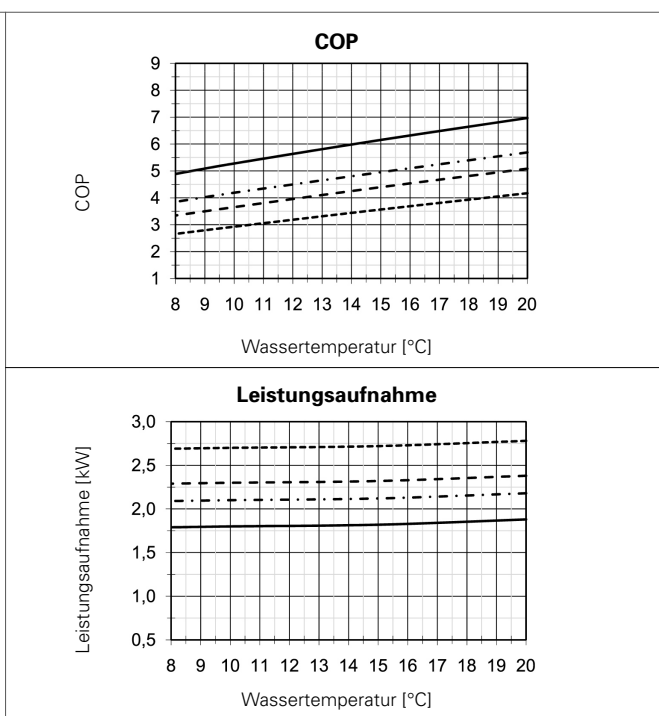 COP
9
8
7
6
5
4
3
2
1
COP
8 9 10 11 12 13 14 15 16 17 18 19 20
Wassertemperatur [°C]
Leistungsaufnahme
3,0
2,5
2,0
1,5
1,0
0,5
Leistungsaufnahme [kW]
8 9 10 11 12 13 14 15 16 17 18 19 20
Wassertemperatur [°C]